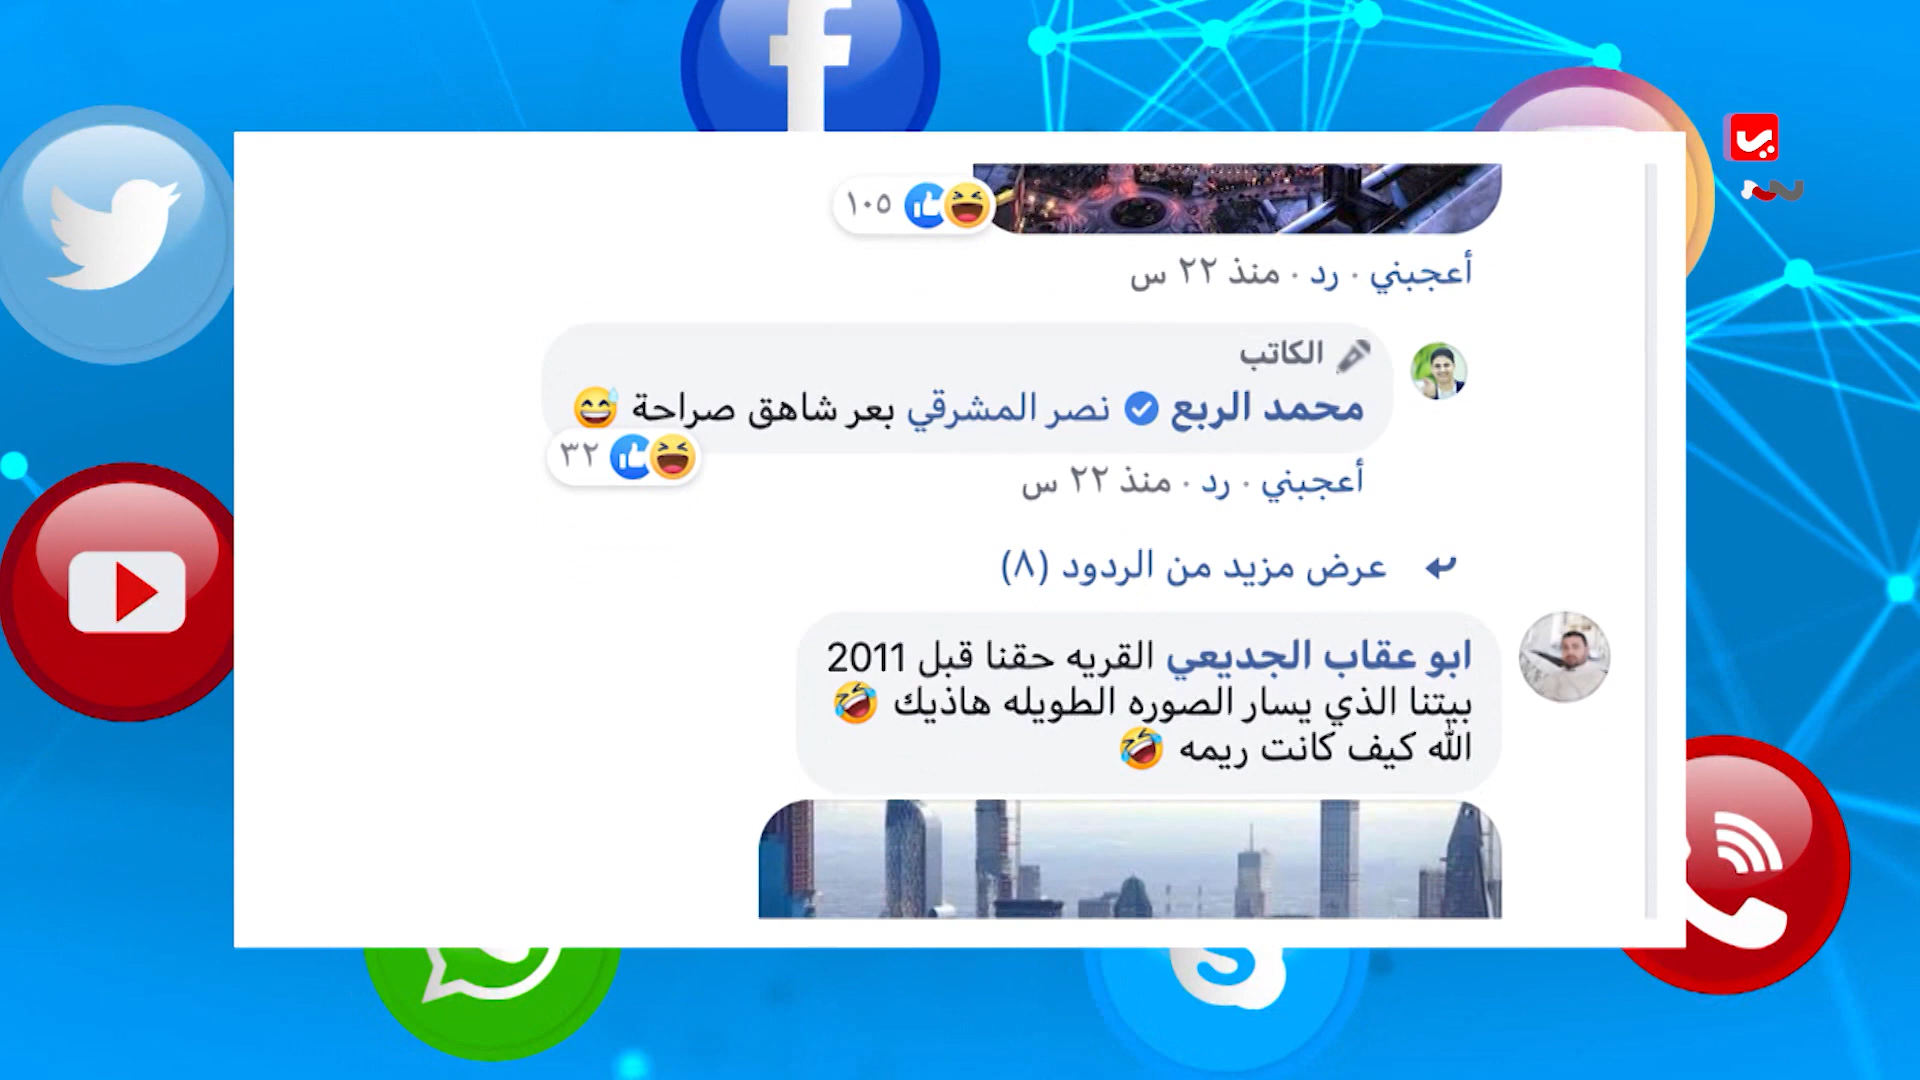 ١٠٥
أعجبني · رد · منذ ٢٢ س
الكاتب
محمد الربع نصر المشرقي بعر شاهق صراحة 😅
٣٢
أعجبني · رد · منذ ٢٢ س
عرض مزيد من الردود (٨)
ابو عقاب الجديعي القريه حقنا قبل 2011
بيتنا الذي يسار الصوره الطويله هاذيك 🤣
الله كيف كانت ريمه 🤣